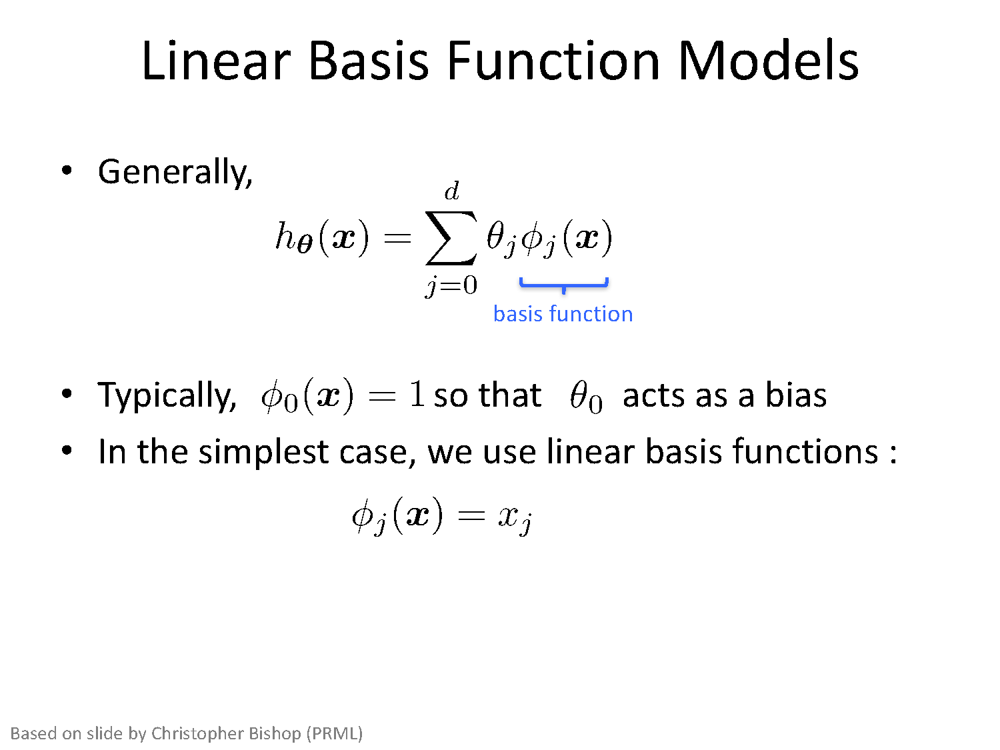 Linear Basis Function Models
• Generally,
$h_{\boldsymbol{\theta}}(\boldsymbol{x}) = \sum_{j=0}^{d} \theta_j \phi_j(\boldsymbol{x})$
basis function
• Typically, $\phi_0(\boldsymbol{x}) = 1$ so that $\theta_0$ acts as a bias
• In the simplest case, we use linear basis functions :
$\phi_j(\boldsymbol{x}) = x_j$
Based on slide by Christopher Bishop (PRML)